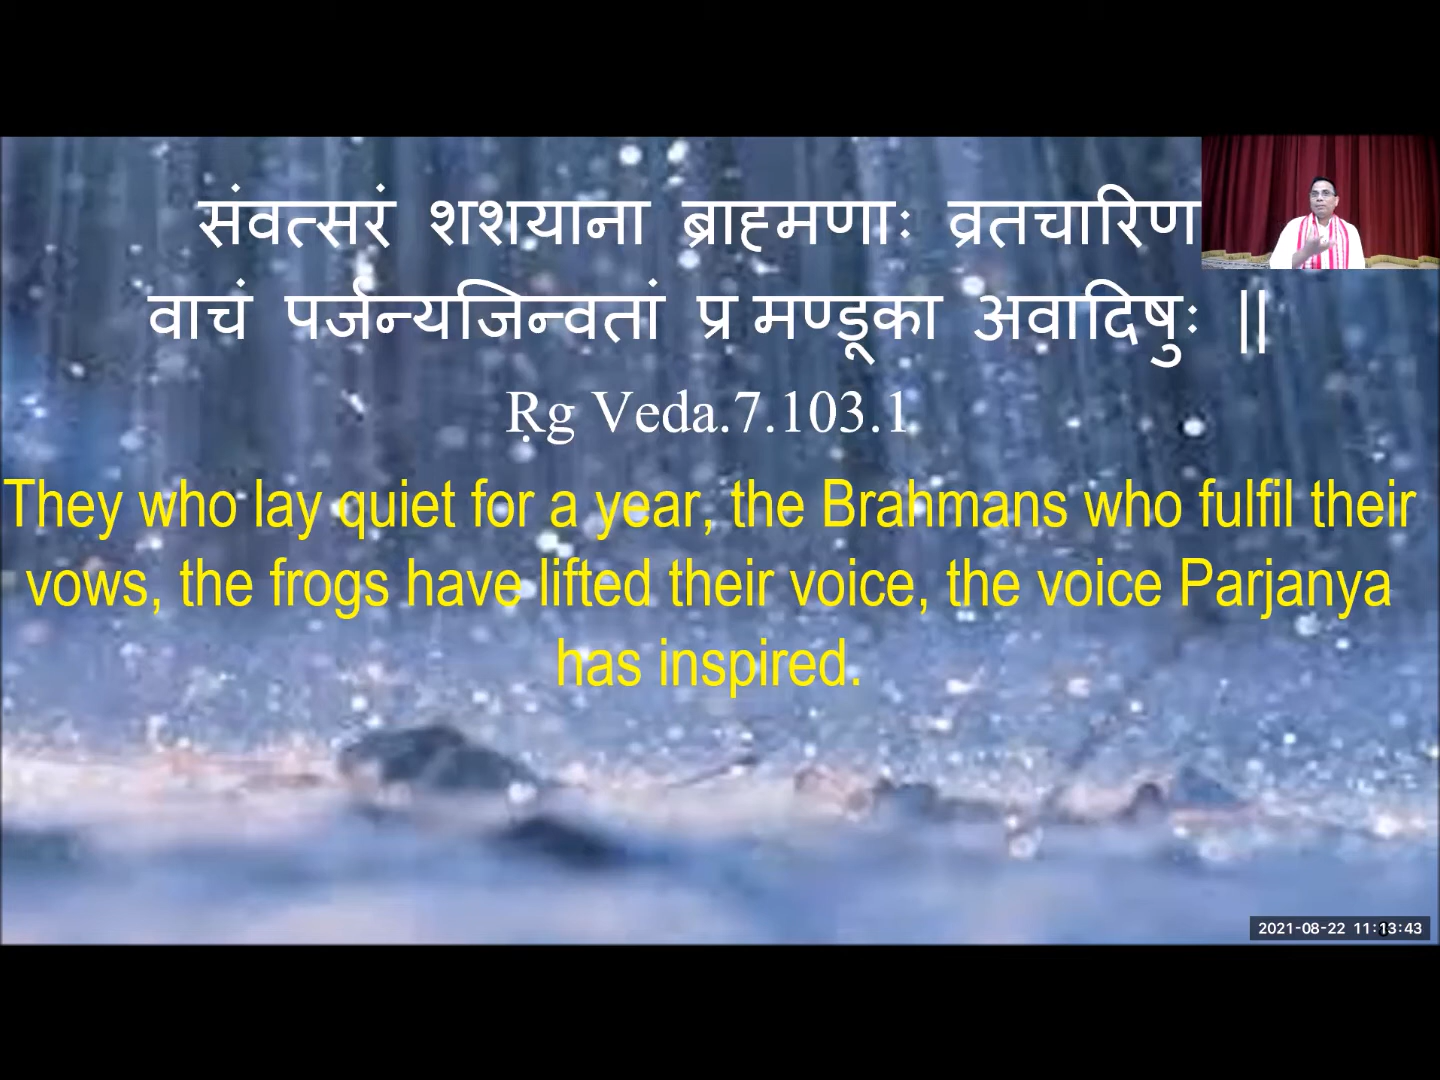 संवत्सरं शशयाना ब्राह्मणाः व्रतचारिण
वाचं पर्जन्यजिन्वतां प्र मण्डूका अवादिषुः ||
Ṛg Veda.7.103.1
They who lay quiet for a year, the Brahmans who fulfil their
vows, the frogs have lifted their voice, the voice Parjanya
has inspired.
2021-08-22 11:13:43